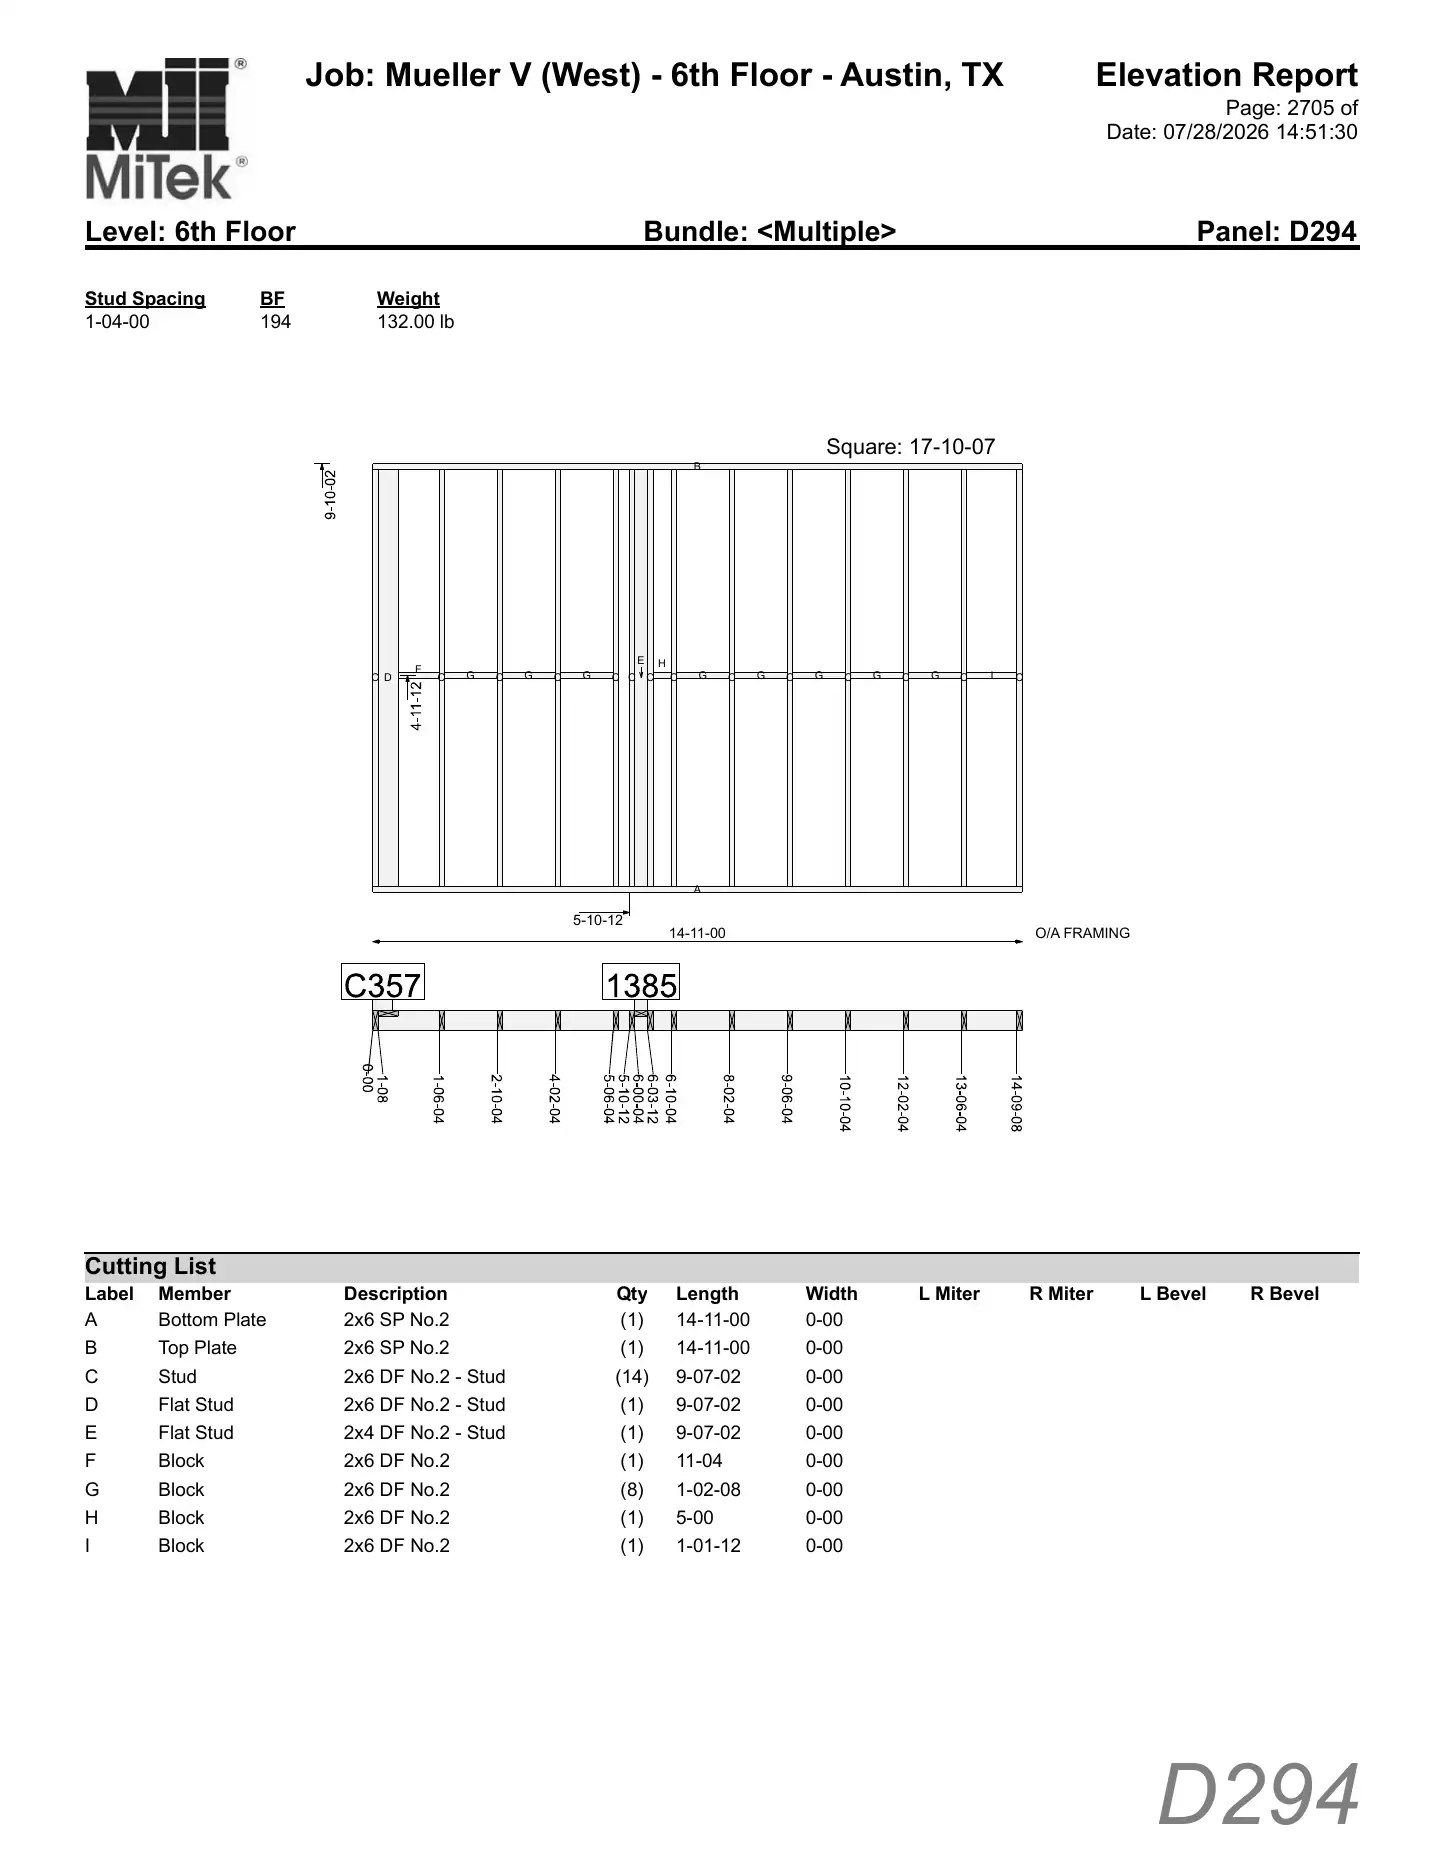 Job: Mueller V (West) - 6th Floor - Austin, TX
Elevation Report
Page: 2705 of
Date: 07/28/2026 14:51:30
MiTek®
Level: 6th Floor Bundle: <Multiple> Panel: D294
Stud Spacing BF Weight
1-04-00 194 132.00 lb
Square: 17-10-07
B
9-10-02
D F G G G E H G G G G G I
4-11-12
A
5-10-12
14-11-00 O/A FRAMING
C357 1385
0-00 1-08 1-06-04 2-10-04 4-02-04 5-06-04 5-10-12 6-00-04 6-03-12 6-10-04 8-02-04 9-06-04 10-10-04 12-02-04 13-06-04 14-09-08
Cutting List
Label Member Description Qty Length Width L Miter R Miter L Bevel R Bevel
A Bottom Plate 2x6 SP No.2 (1) 14-11-00 0-00
B Top Plate 2x6 SP No.2 (1) 14-11-00 0-00
C Stud 2x6 DF No.2 - Stud (14) 9-07-02 0-00
D Flat Stud 2x6 DF No.2 - Stud (1) 9-07-02 0-00
E Flat Stud 2x4 DF No.2 - Stud (1) 9-07-02 0-00
F Block 2x6 DF No.2 (1) 11-04 0-00
G Block 2x6 DF No.2 (8) 1-02-08 0-00
H Block 2x6 DF No.2 (1) 5-00 0-00
I Block 2x6 DF No.2 (1) 1-01-12 0-00
D294